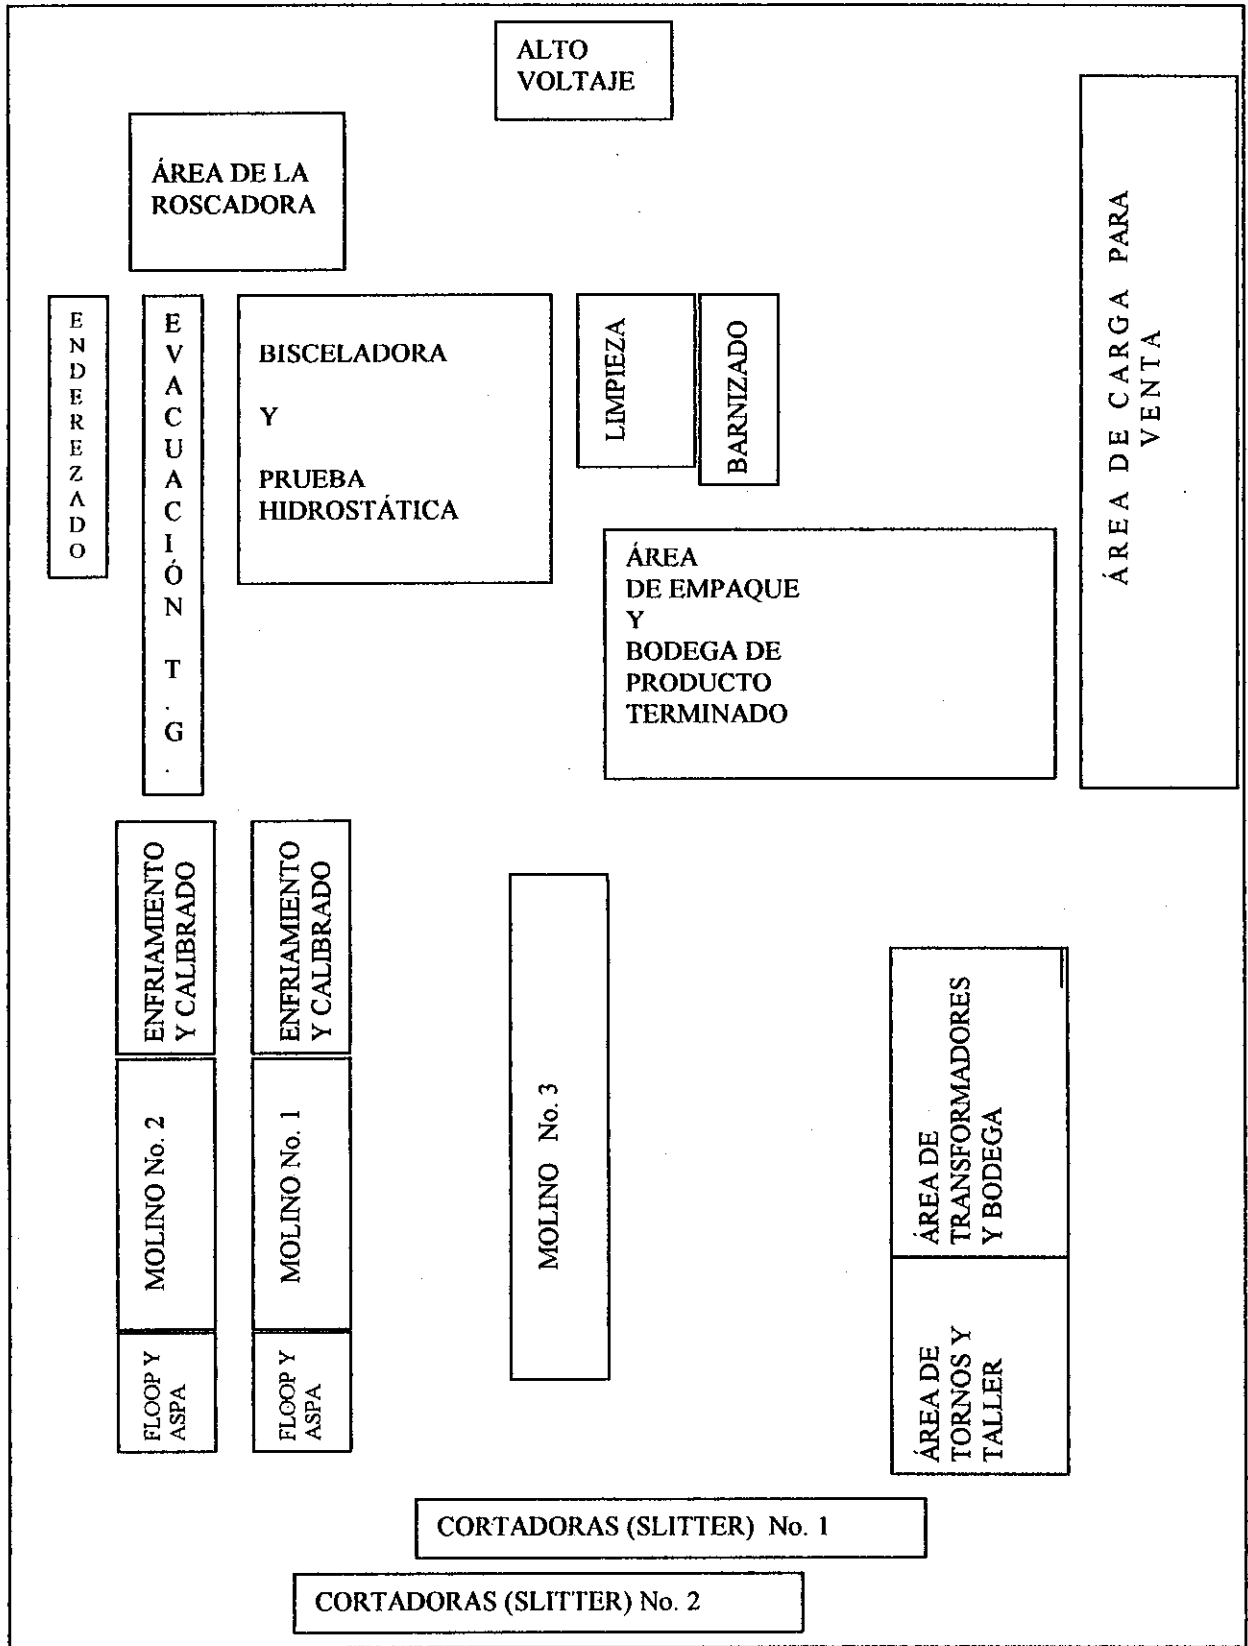 ALTO
VOLTAJE
ÁREA DE LA
ROSCADORA
ÁREA DE CARGA PARA
VENTA
ENDEREZADO
EVACUACIÓN T.G.
BISCELADORA
Y
PRUEBA
HIDROSTÁTICA
LIMPIEZA
BARNIZADO
ÁREA
DE EMPAQUE
Y
BODEGA DE
PRODUCTO
TERMINADO
ENFRIAMIENTO
Y CALIBRADO
ENFRIAMIENTO
Y CALIBRADO
MOLINO No. 2
MOLINO No. 1
MOLINO No. 3
ÁREA DE
TRANSFORMADORES
Y BODEGA
FLOOP Y
ASPA
FLOOP Y
ASPA
ÁREA DE
TORNOS Y
TALLER
CORTADORAS (SLITTER) No. 1
CORTADORAS (SLITTER) No. 2